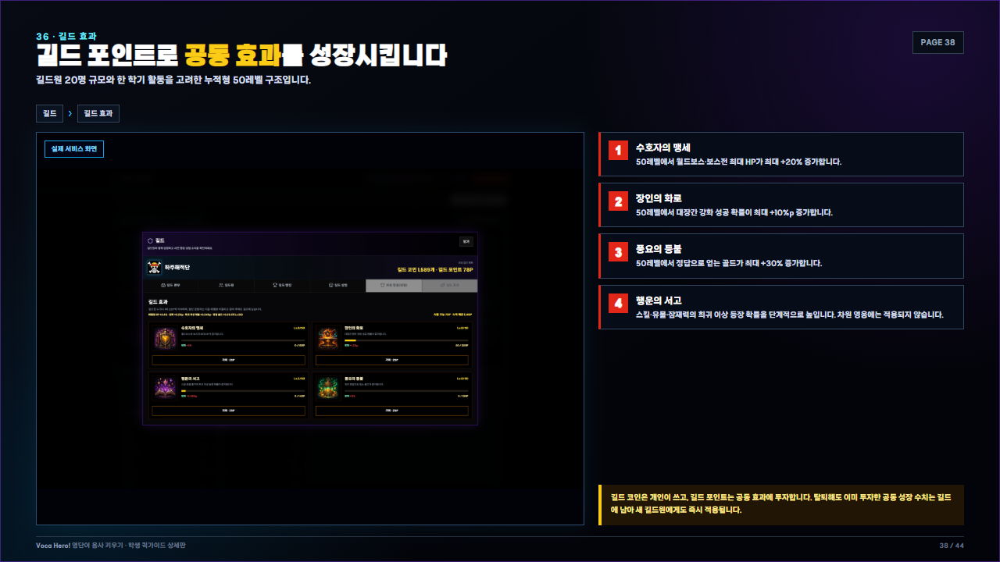 36 · 길드 효과
길드 포인트로 공통 효과를 성장시킵니다
길드원 20명 규모와 한 학기 활동을 고려한 누적형 50레벨 구조입니다.
PAGE 38
길드 › 길드 효과
실제 서비스 화면
길드
닫기
하주해적단
길드 코인 1,589개 · 길드 포인트 78P
길드 효과
수호자의 맹세
장인의 화로
행운의 서고
풍요의 등불
1
수호자의 맹세
50레벨에서 월드보스·보스전 최대 HP가 최대 +20% 증가합니다.
2
장인의 화로
50레벨에서 대장간 강화 성공 확률이 최대 +10%p 증가합니다.
3
풍요의 등불
50레벨에서 정답으로 얻는 골드가 최대 +30% 증가합니다.
4
행운의 서고
스킬·유물·잠재력의 희귀 이상 등장 확률을 단계적으로 높입니다. 차원 영웅에는 적용되지 않습니다.
길드 코인은 개인이 쓰고, 길드 포인트는 공동 효과에 투자합니다. 탈퇴해도 이미 투자한 공동 성장 수치는 길드
에 남아 새 길드원에게도 즉시 적용됩니다.
Voca Hero! 영단어 용사 키우기 · 학생 퀵가이드 상세판
38 / 44